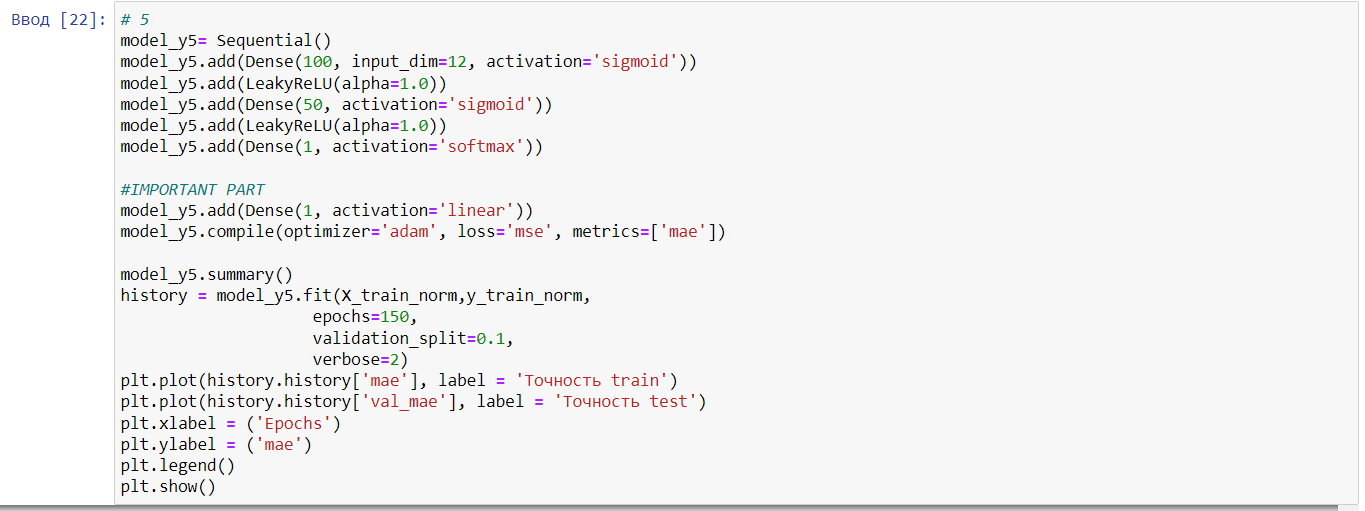 Ввод [22]: # 5
model_y5= Sequential()
model_y5.add(Dense(100, input_dim=12, activation='sigmoid'))
model_y5.add(LeakyReLU(alpha=1.0))
model_y5.add(Dense(50, activation='sigmoid'))
model_y5.add(LeakyReLU(alpha=1.0))
model_y5.add(Dense(1, activation='softmax'))
#IMPORTANT PART
model_y5.add(Dense(1, activation='linear'))
model_y5.compile(optimizer='adam', loss='mse', metrics=['mae'])
model_y5.summary()
history = model_y5.fit(X_train_norm,y_train_norm,
epochs=150,
validation_split=0.1,
verbose=2)
plt.plot(history.history['mae'], label = 'Точность train')
plt.plot(history.history['val_mae'], label = 'Точность test')
plt.xlabel = ('Epochs')
plt.ylabel = ('mae')
plt.legend()
plt.show()